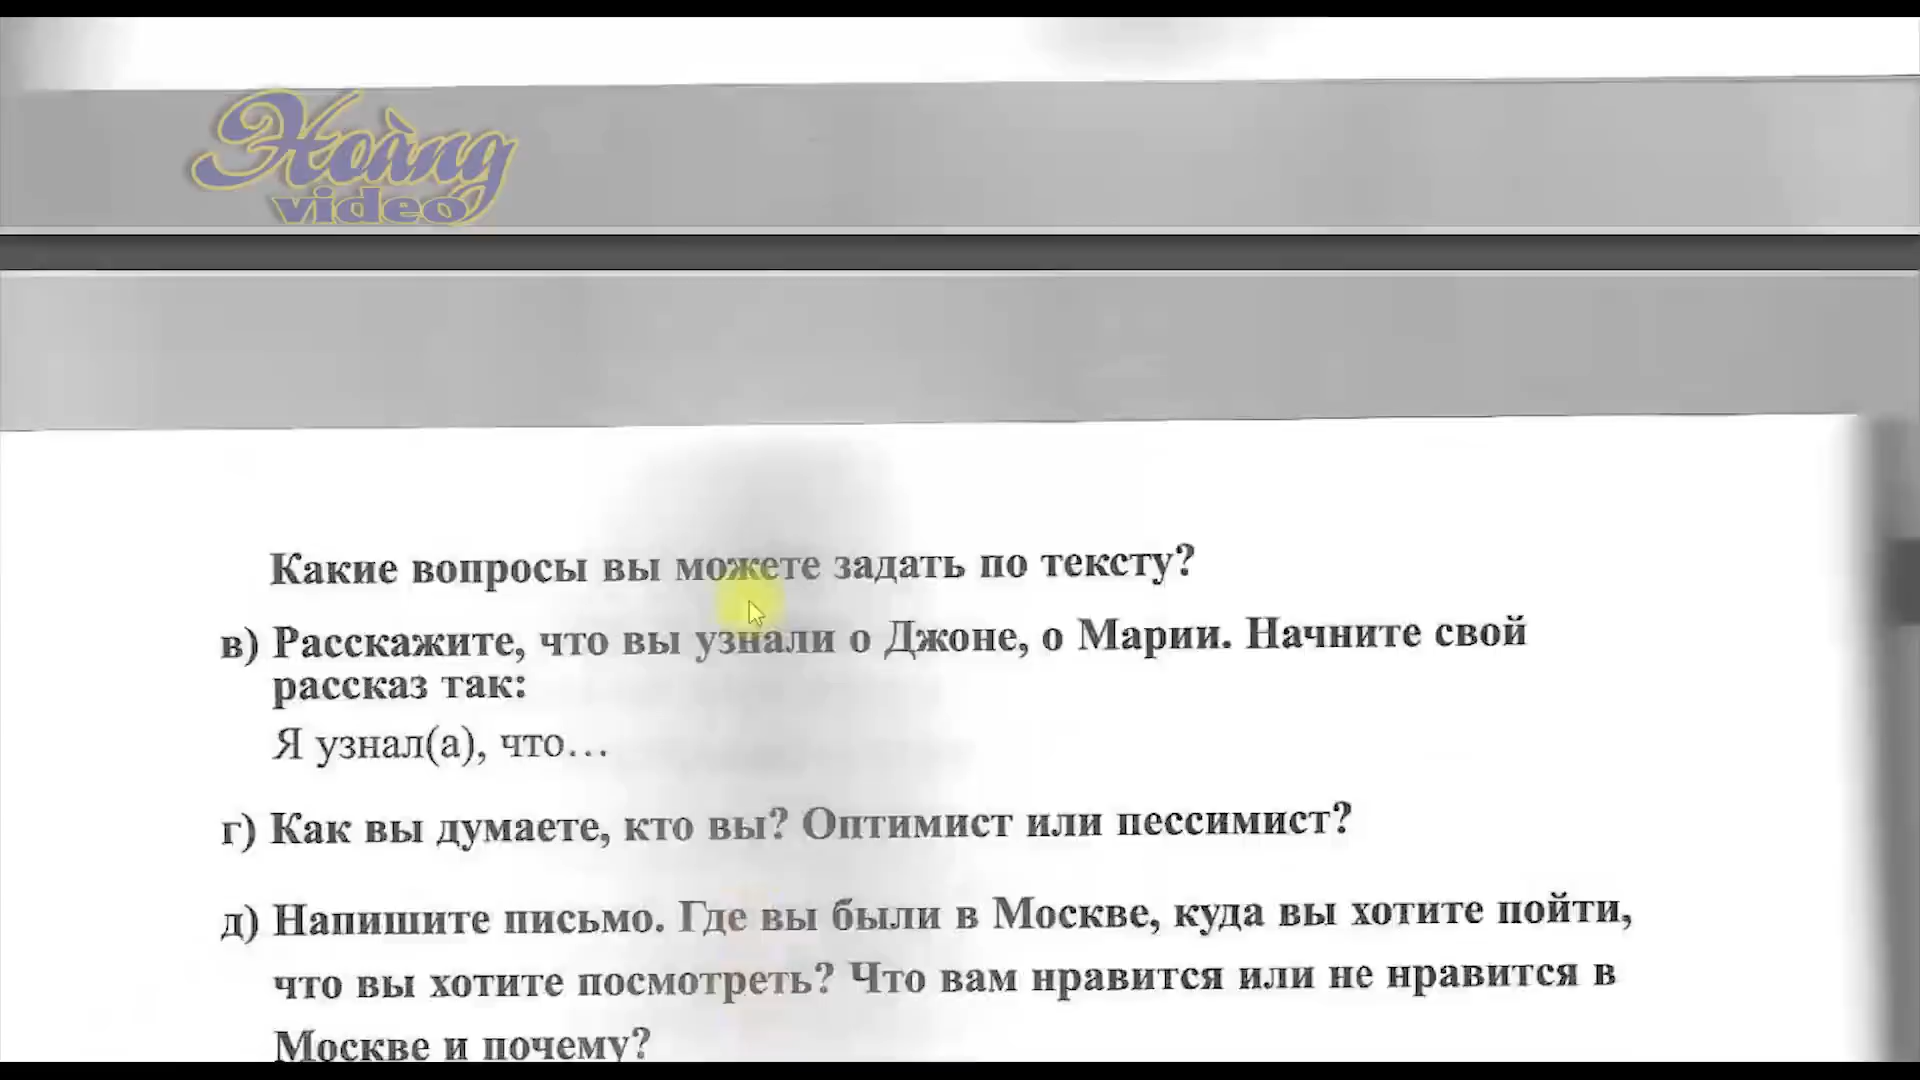 Hoàng
video
Какие вопросы вы можете задать по тексту?
в) Расскажите, что вы узнали о Джоне, о Марии. Начните свой
рассказ так:
Я узнал(а), что...
г) Как вы думаете, кто вы? Оптимист или пессимист?
д) Напишите письмо. Где вы были в Москве, куда вы хотите пойти,
что вы хотите посмотреть? Что вам нравится или не нравится в
Москве и почему?